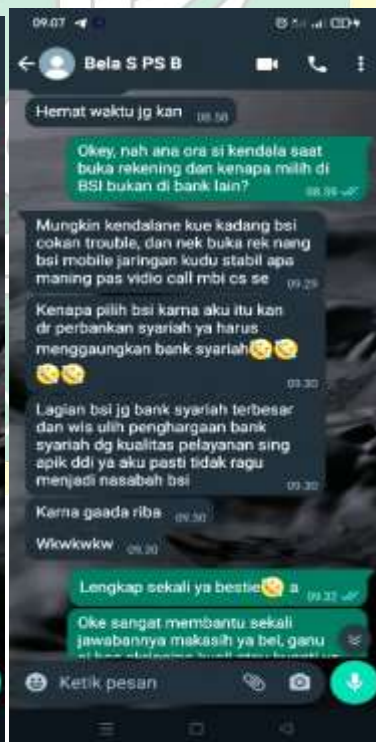 09.07
Bela S PS B
Hemat waktu jg kan 08.58
Okey, nah ana ora si kendala saat
buka rekening dan kenapa milih di
BSI bukan di bank lain? 08.59
Mungkin kendalane kue kadang bsi
cokan trouble, dan nek buka rek nang
bsi mobile jaringan kudu stabil apa
maning pas vidio call mbi cs se 09.29
Kenapa pilih bsi karna aku itu kan
dr perbankan syariah ya harus
menggaungkan bank syariah
09.30
Lagian bsi jg bank syariah terbesar
dan wis ulih penghargaan bank
syariah dg kualitas pelayanan sing
apik ddi ya aku pasti tidak ragu
menjadi nasabah bsi 09.30
Karna gaada riba 09.30
Wkwkwkw 09.30
Lengkap sekali ya bestie a 09.32
Oke sangat membantu sekali
jawabannya makasih ya bel, ganu
Ketik pesan